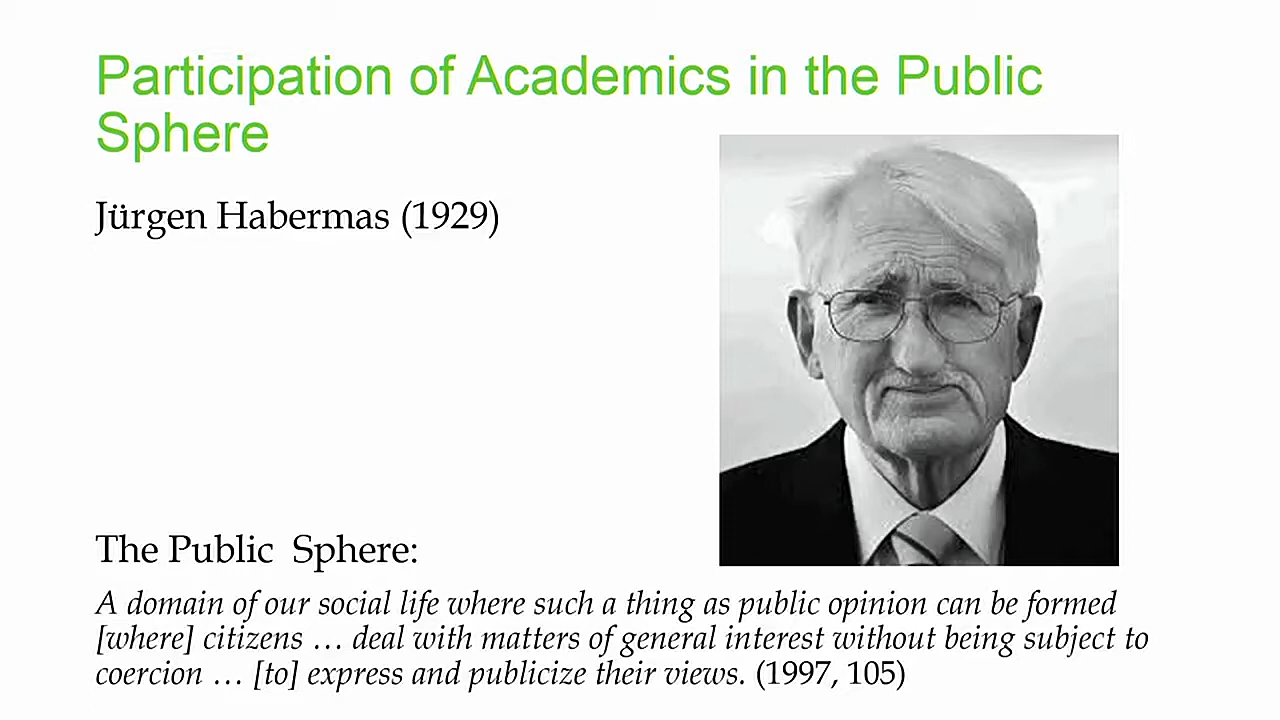 Participation of Academics in the Public
Sphere
Jürgen Habermas (1929)
The Public Sphere:
A domain of our social life where such a thing as public opinion can be formed
[where] citizens … deal with matters of general interest without being subject to
coercion … [to] express and publicize their views. (1997, 105)